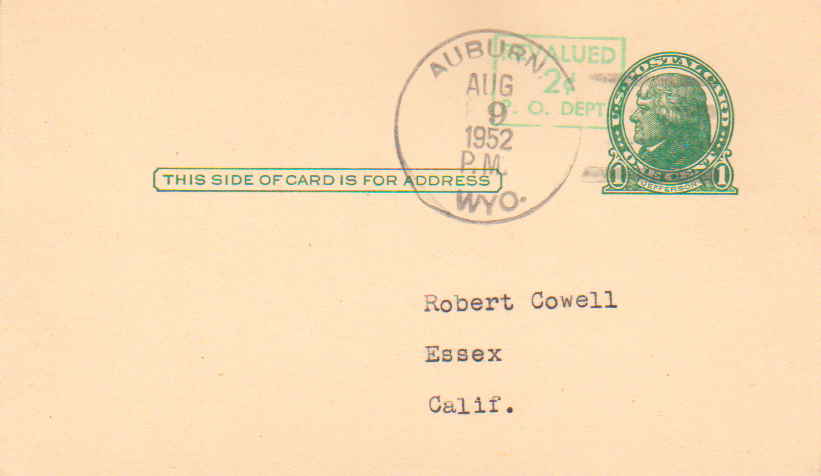 AUBURN.
AUG
9
1952
P.M.
WYO.
REVALUED
2¢
P. O. DEPT.
U.S. POSTAL CARD
ONE CENT
1 JEFFERSON 1
THIS SIDE OF CARD IS FOR ADDRESS
Robert Cowell
Essex
Calif.